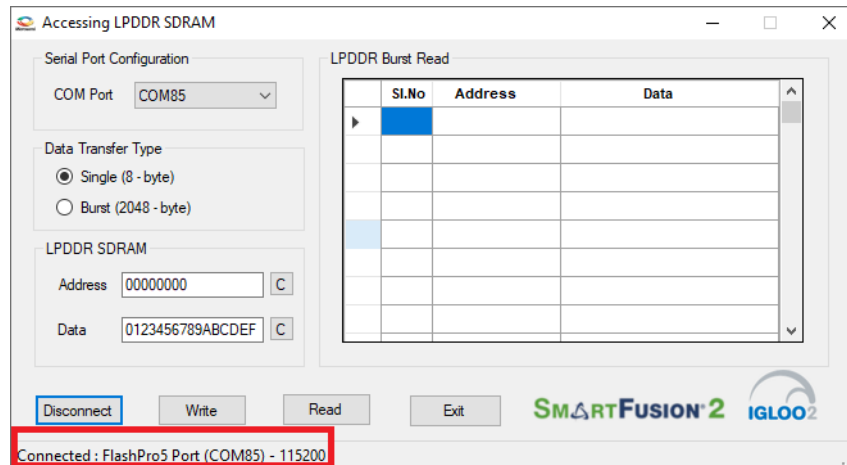 Accessing LPDDR SDRAM
Serial Port Configuration
COM Port COM85
Data Transfer Type
Single (8 - byte)
Burst (2048 - byte)
LPDDR SDRAM
Address 00000000 C
Data 0123456789ABCDEF C
LPDDR Burst Read
Sl.No Address Data
Disconnect Write Read Exit
SMARTFUSION®2 IGLOO2
Connected : FlashPro5 Port (COM85) - 115200